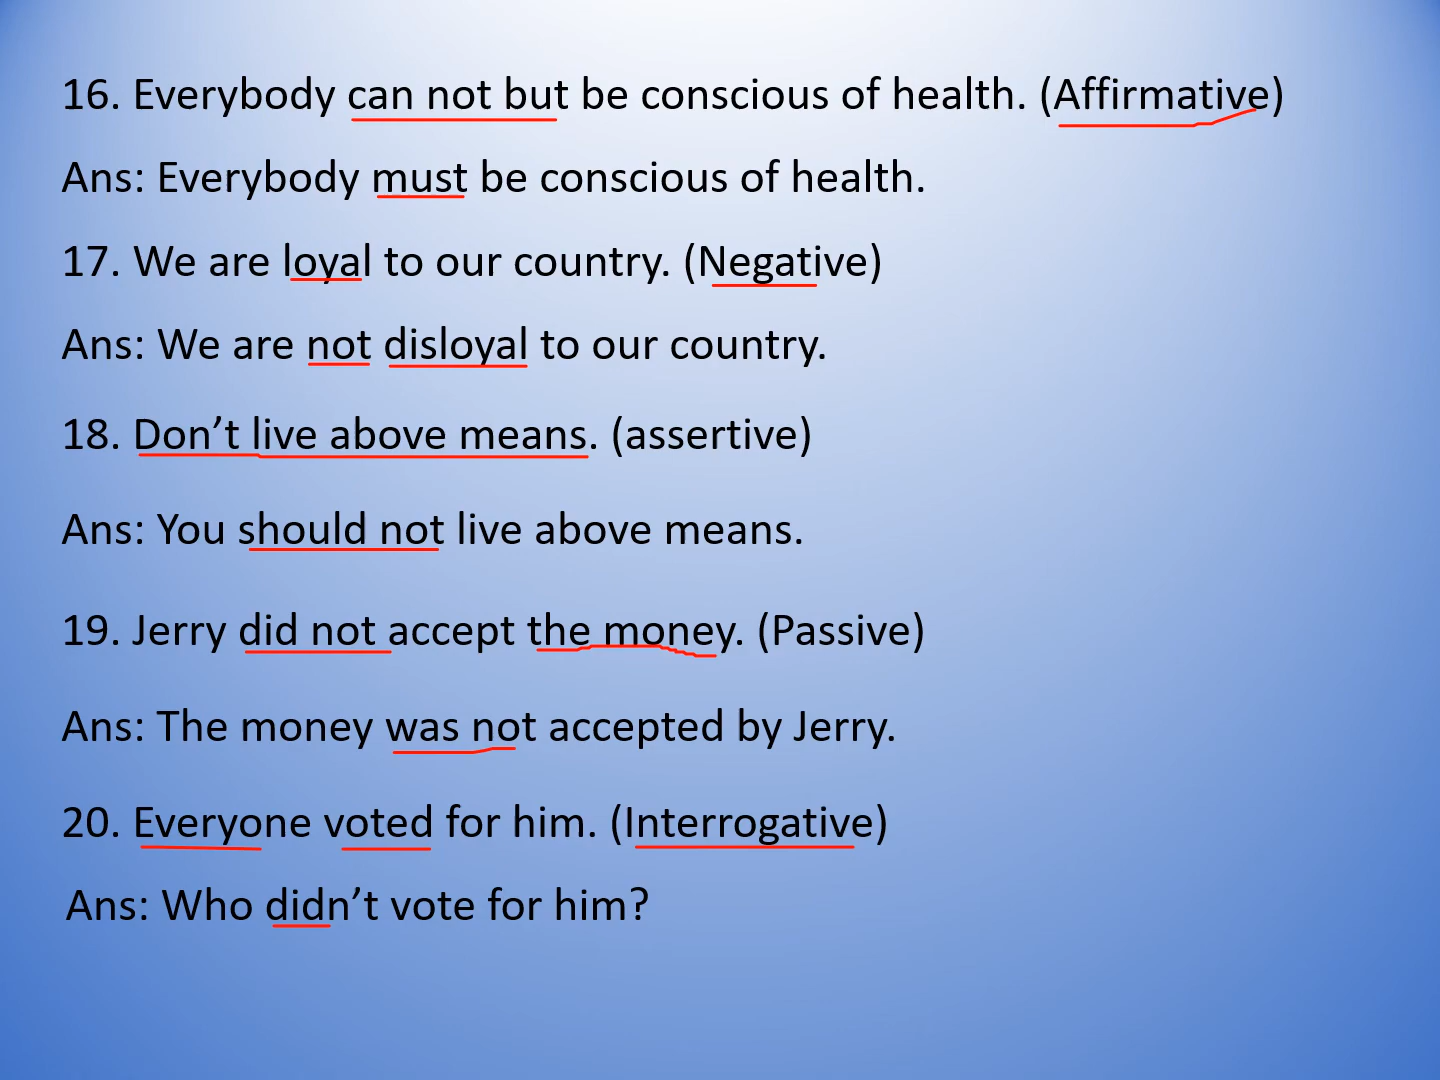 16. Everybody can not but be conscious of health. (Affirmative)
Ans: Everybody must be conscious of health.
17. We are loyal to our country. (Negative)
Ans: We are not disloyal to our country.
18. Don’t live above means. (assertive)
Ans: You should not live above means.
19. Jerry did not accept the money. (Passive)
Ans: The money was not accepted by Jerry.
20. Everyone voted for him. (Interrogative)
Ans: Who didn’t vote for him?